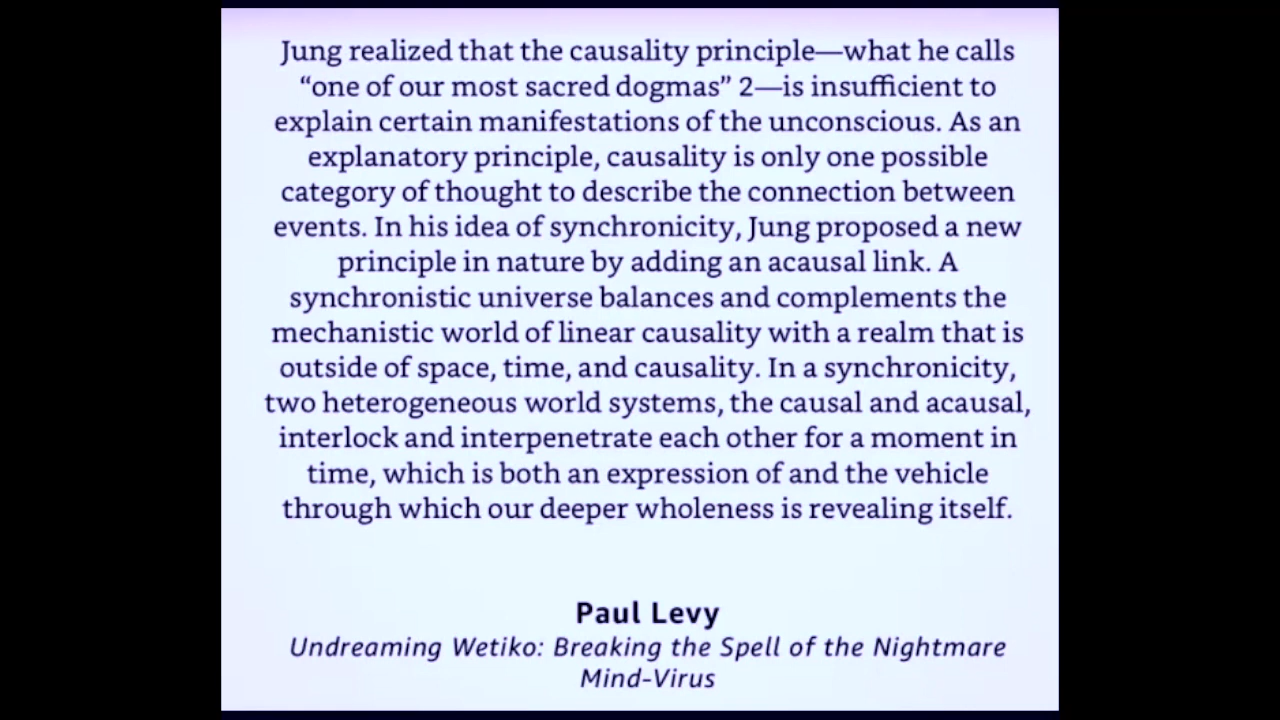 Jung realized that the causality principle—what he calls
“one of our most sacred dogmas” 2—is insufficient to
explain certain manifestations of the unconscious. As an
explanatory principle, causality is only one possible
category of thought to describe the connection between
events. In his idea of synchronicity, Jung proposed a new
principle in nature by adding an acausal link. A
synchronistic universe balances and complements the
mechanistic world of linear causality with a realm that is
outside of space, time, and causality. In a synchronicity,
two heterogeneous world systems, the causal and acausal,
interlock and interpenetrate each other for a moment in
time, which is both an expression of and the vehicle
through which our deeper wholeness is revealing itself.
Paul Levy
Undreaming Wetiko: Breaking the Spell of the Nightmare
Mind-Virus